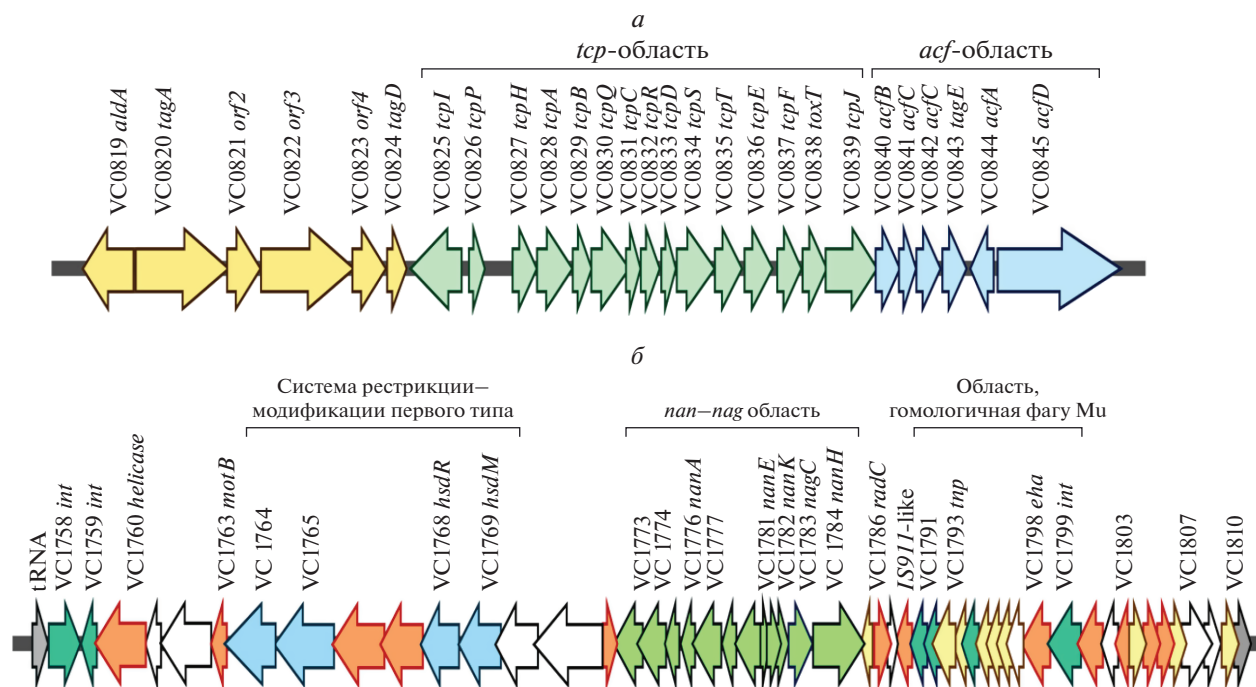 а
tcp-область
acf-область
VC0819 aldA
VC0820 tagA
VC0821 orf2
VC0822 orf3
VC0823 orf4
VC0824 tagD
VC0825 tcpI
VC0826 tcpP
VC0827 tcpH
VC0828 tcpA
VC0829 tcpB
VC0830 tcpQ
VC0831 tcpC
VC0832 tcpR
VC0833 tcpD
VC0834 tcpS
VC0835 tcpT
VC0836 tcpE
VC0837 tcpF
VC0838 toxT
VC0839 tcpJ
VC0840 acfB
VC0841 acfC
VC0842 acfC
VC0843 tagE
VC0844 acfA
VC0845 acfD
б
Система рестрикции–
модификации первого типа
nan–nag область
Область,
гомологичная фагу Mu
tRNA
VC1758 int
VC1759 int
VC1760 helicase
VC1763 motB
VC 1764
VC1765
VC1768 hsdR
VC1769 hsdM
VC1773
VC 1774
VC1776 nanA
VC1777
VC1781 nanE
VC1782 nanK
VC1783 nagC
VC 1784 nanH
VC1786 radC
IS911-like
VC1791
VC1793 tnp
VC1798 eha
VC1799 int
VC1803
VC1807
VC1810